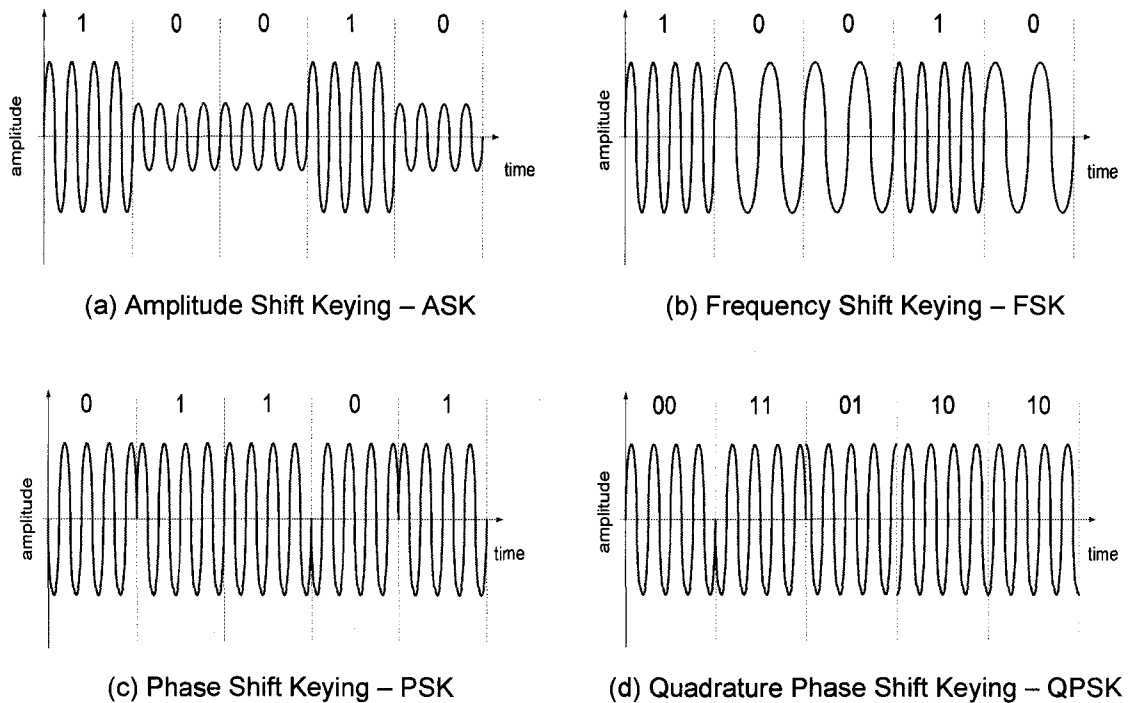 1 0 0 1 0
amplitude
time
(a) Amplitude Shift Keying – ASK
1 0 0 1 0
amplitude
time
(b) Frequency Shift Keying – FSK
0 1 1 0 1
amplitude
time
(c) Phase Shift Keying – PSK
00 11 01 10 10
amplitude
time
(d) Quadrature Phase Shift Keying – QPSK